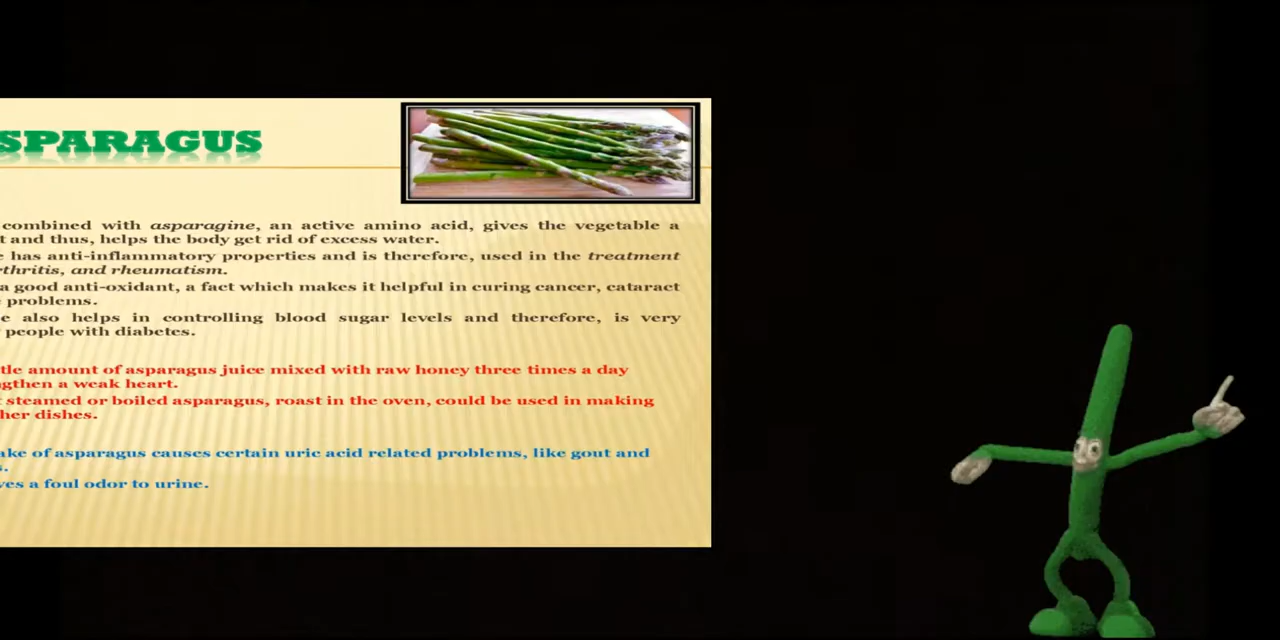 SPARAGUS
combined with asparagine, an active amino acid, gives the vegetable a
t and thus, helps the body get rid of excess water.
e has anti-inflammatory properties and is therefore, used in the treatment
rthritis, and rheumatism.
a good anti-oxidant, a fact which makes it helpful in curing cancer, cataract
e problems.
e also helps in controlling blood sugar levels and therefore, is very
people with diabetes.
tle amount of asparagus juice mixed with raw honey three times a day
ngthen a weak heart.
t steamed or boiled asparagus, roast in the oven, could be used in making
her dishes.
ake of asparagus causes certain uric acid related problems, like gout and
s.
ves a foul odor to urine.